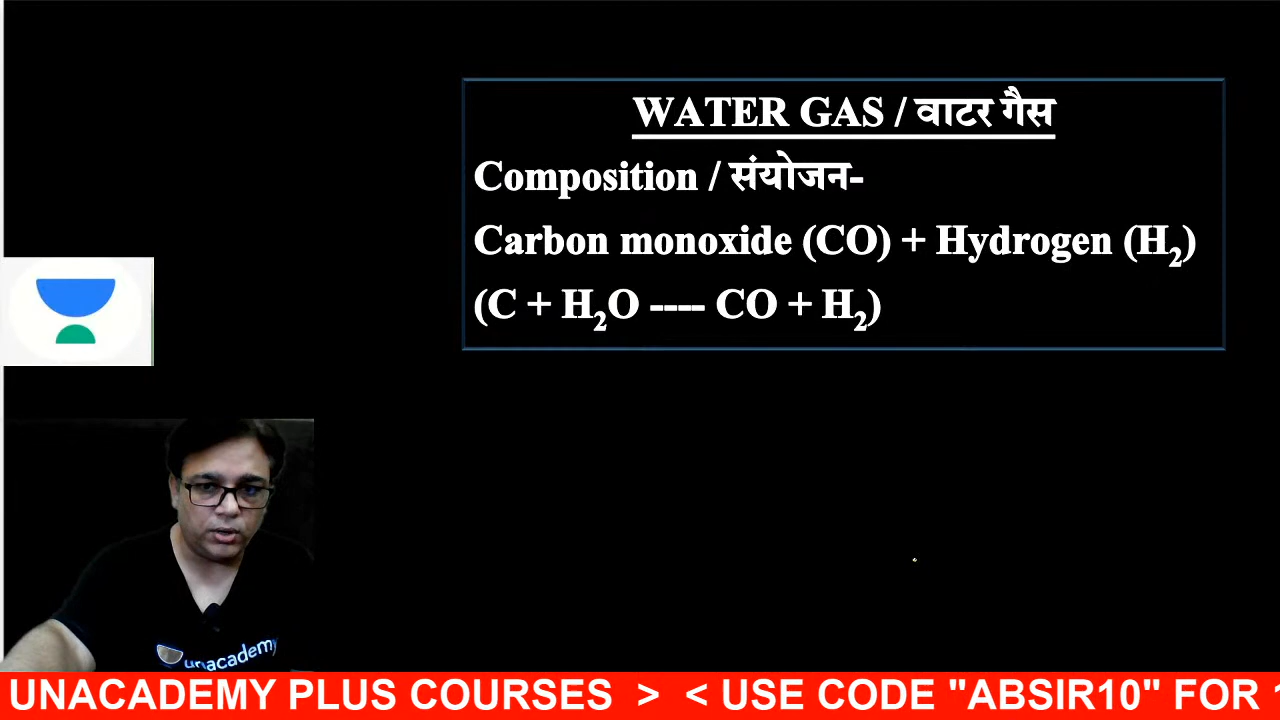 WATER GAS / वाटर गैस
Composition / संयोजन-
Carbon monoxide (CO) + Hydrogen (H₂)
(C + H₂O ---- CO + H₂)
unacademy
UNACADEMY PLUS COURSES > < USE CODE "ABSIR10" FOR